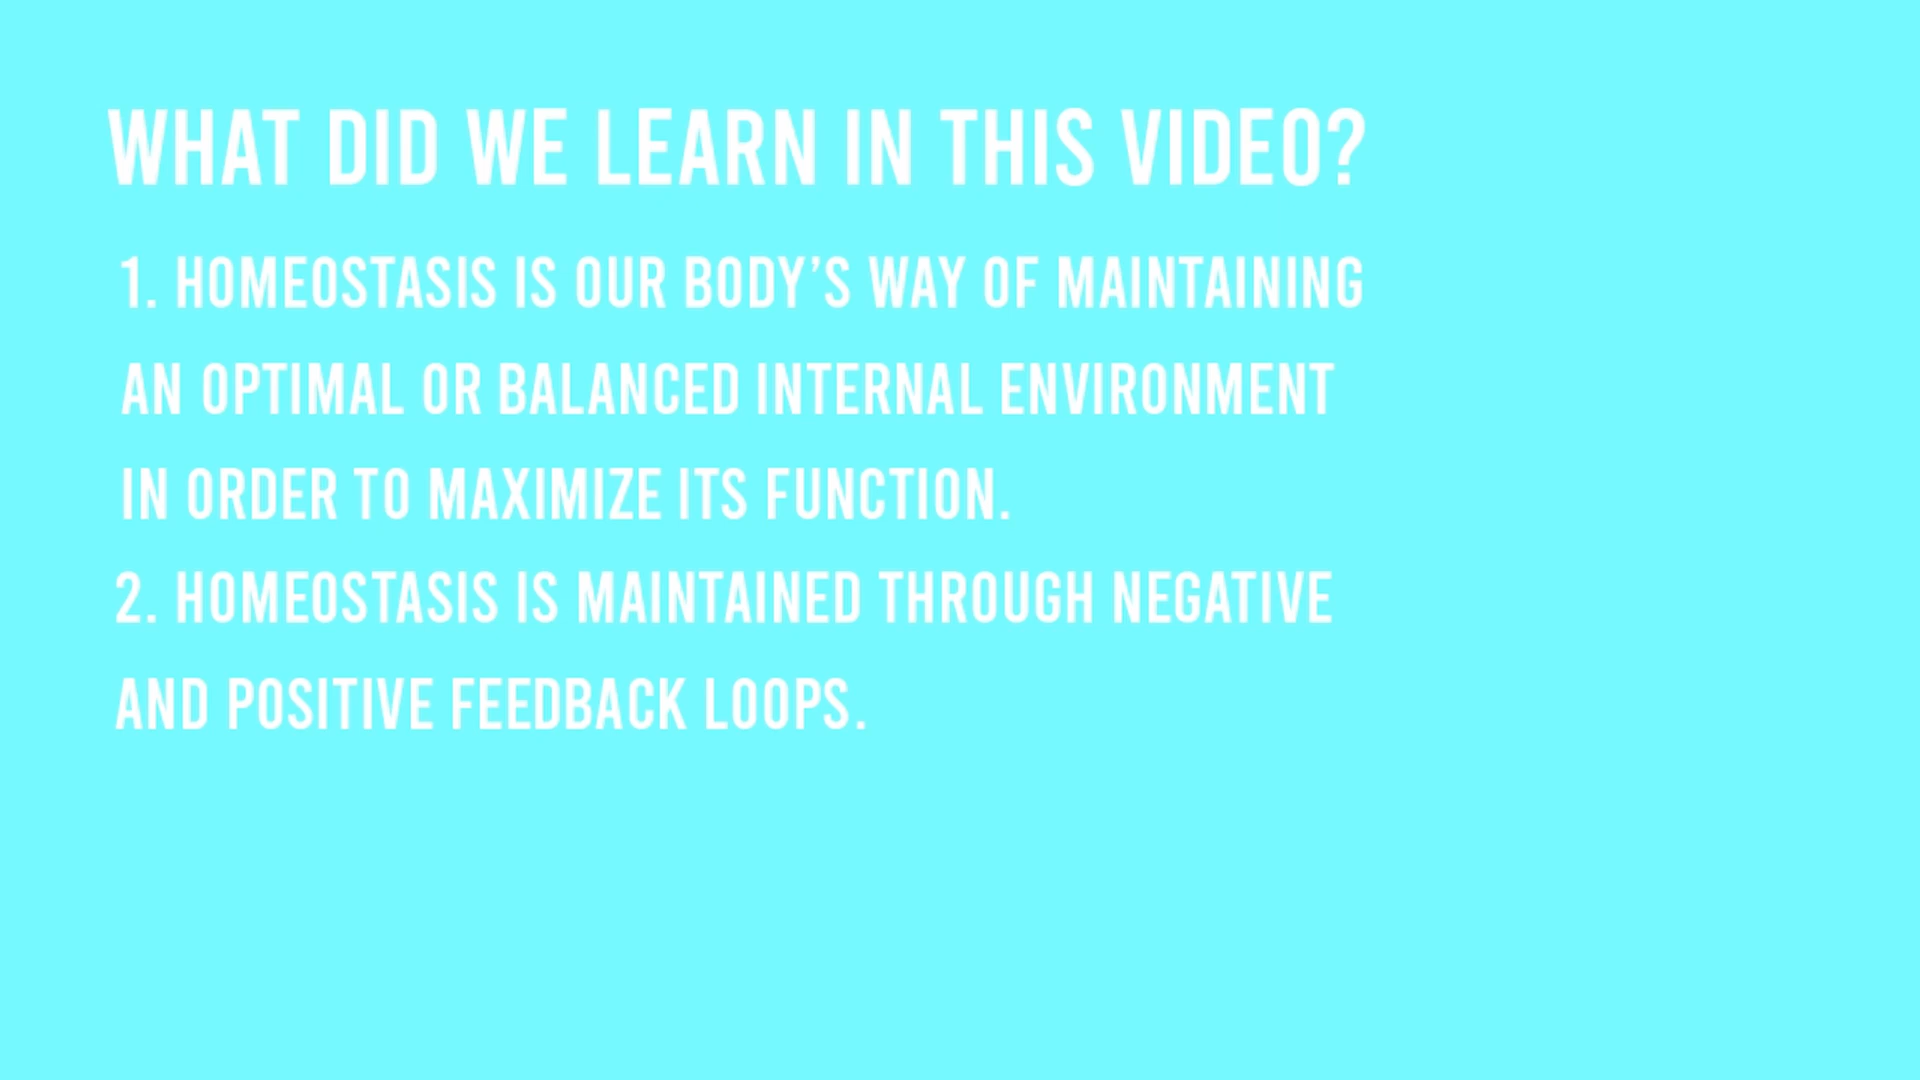 WHAT DID WE LEARN IN THIS VIDEO?
1. HOMEOSTASIS IS OUR BODY’S WAY OF MAINTAINING
AN OPTIMAL OR BALANCED INTERNAL ENVIRONMENT
IN ORDER TO MAXIMIZE ITS FUNCTION.
2. HOMEOSTASIS IS MAINTAINED THROUGH NEGATIVE
AND POSITIVE FEEDBACK LOOPS.